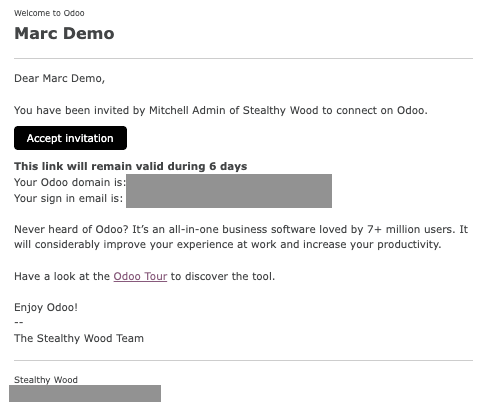 Welcome to Odoo
Marc Demo
Dear Marc Demo,
You have been invited by Mitchell Admin of Stealthy Wood to connect on Odoo.
Accept invitation
This link will remain valid during 6 days
Your Odoo domain is:
Your sign in email is:
Never heard of Odoo? It’s an all-in-one business software loved by 7+ million users. It
will considerably improve your experience at work and increase your productivity.
Have a look at the Odoo Tour to discover the tool.
Enjoy Odoo!
--
The Stealthy Wood Team
Stealthy Wood